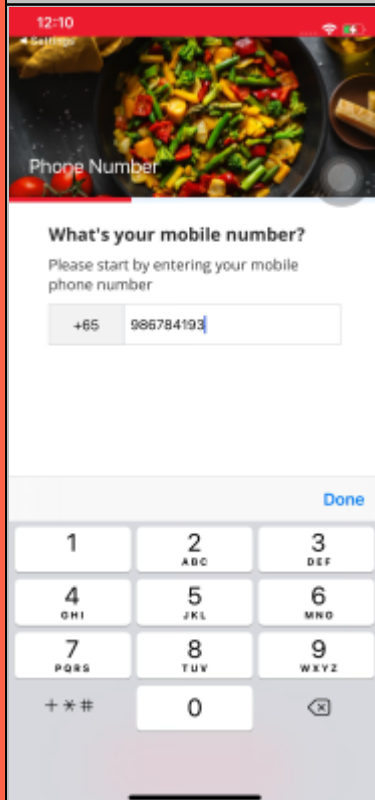 12:10
◀ Settings
Phone Number
What's your mobile number?
Please start by entering your mobile
phone number
+65 986784193
Done
1 2 3
ABC DEF
4 5 6
GHI JKL MNO
7 8 9
PQRS TUV WXYZ
+*# 0